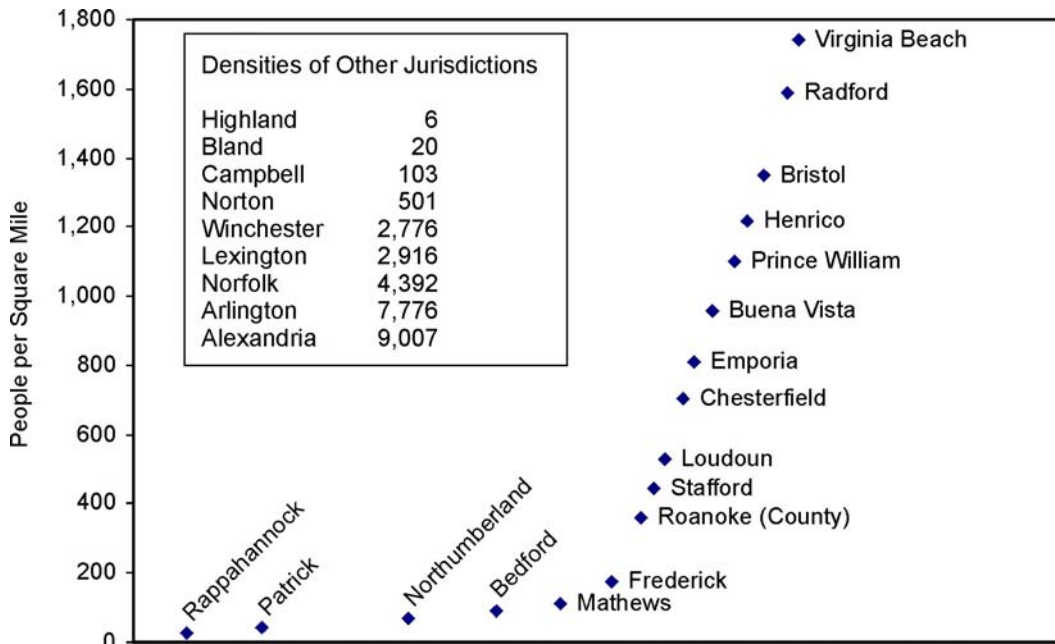 People per Square Mile
1,800
1,600
1,400
1,200
1,000
800
600
400
200
0
Densities of Other Jurisdictions
Highland 6
Bland 20
Campbell 103
Norton 501
Winchester 2,776
Lexington 2,916
Norfolk 4,392
Arlington 7,776
Alexandria 9,007
Virginia Beach
Radford
Bristol
Henrico
Prince William
Buena Vista
Emporia
Chesterfield
Loudoun
Stafford
Roanoke (County)
Frederick
Mathews
Bedford
Northumberland
Patrick
Rappahannock